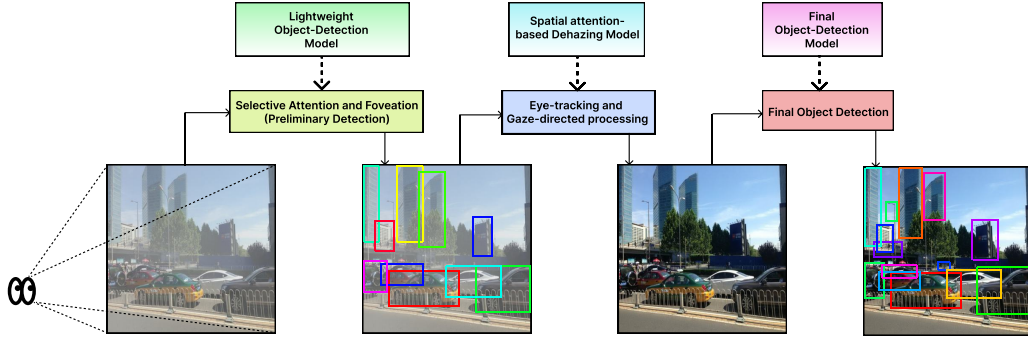 Lightweight
Object-Detection
Model
Spatial attention-
based Dehazing Model
Final
Object-Detection
Model
Selective Attention and Foveation
(Preliminary Detection)
Eye-tracking and
Gaze-directed processing
Final Object Detection